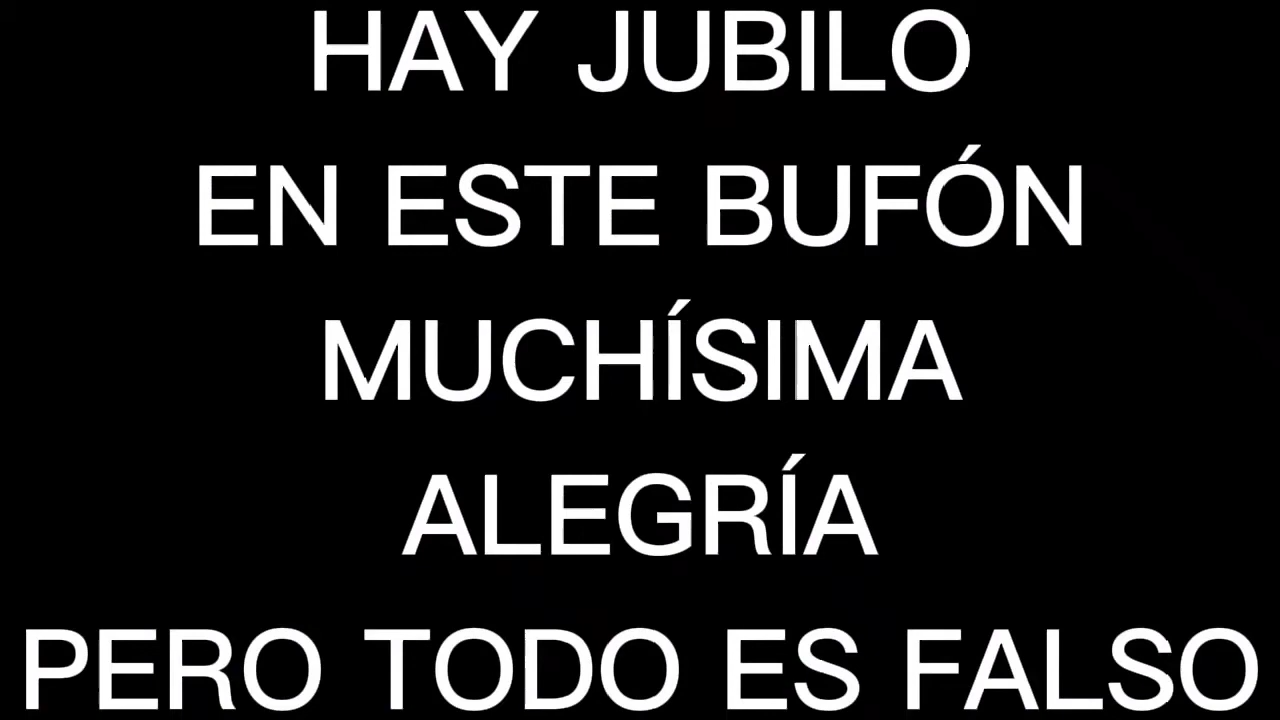 HAY JUBILO
EN ESTE BUFÓN
MUCHÍSIMA
ALEGRÍA
PERO TODO ES FALSO